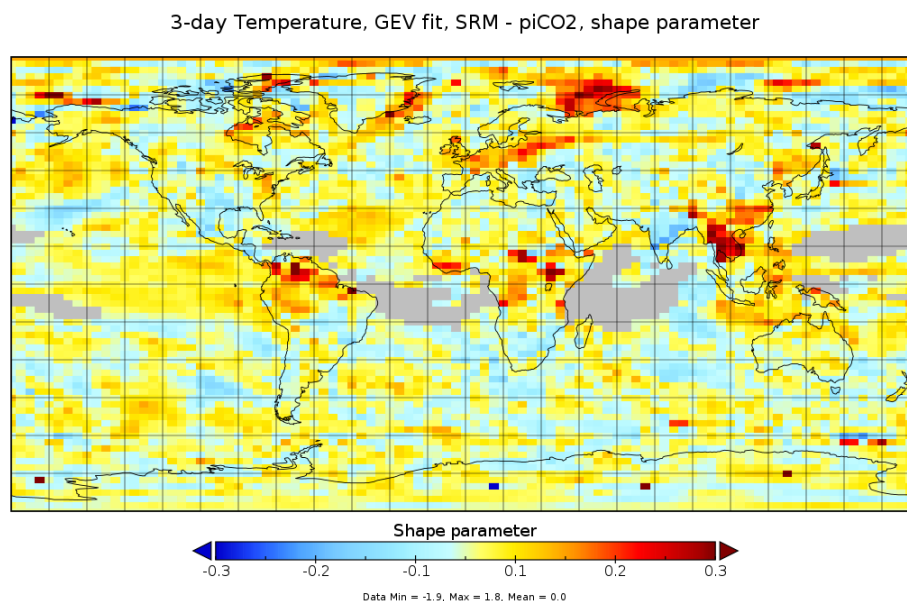 3-day Temperature, GEV fit, SRM - piCO2, shape parameter
Shape parameter
-0.3 -0.2 -0.1 0.1 0.2 0.3
Data Min = -1.9, Max = 1.8, Mean = 0.0